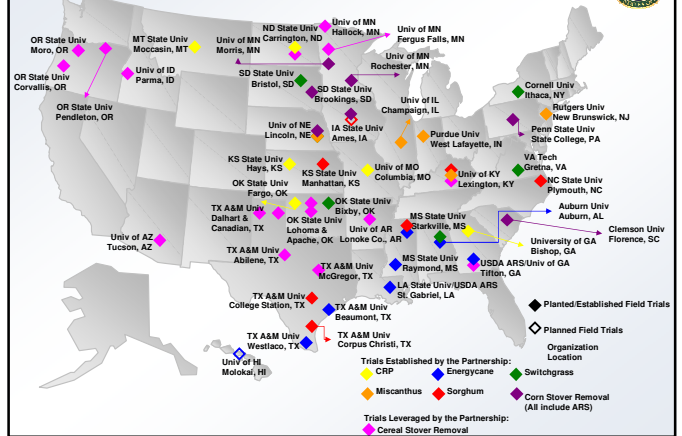 ND State Univ
Carrington, ND
Univ of MN
Hallock, MN
Univ of MN
Fergus Falls, MN
OR State Univ
Moro, OR
MT State Univ
Moccasin, MT
Univ of MN
Morris, MN
Univ of MN
Rochester, MN
OR State Univ
Corvallis, OR
Univ of ID
Parma, ID
SD State Univ
Bristol, SD
SD State Univ
Brookings, SD
Cornell Univ
Ithaca, NY
OR State Univ
Pendleton, OR
Univ of IL
Champaign, IL
Rutgers Univ
New Brunswick, NJ
Univ of NE
Lincoln, NE
IA State Univ
Ames, IA
Purdue Univ
West Lafayette, IN
Penn State Univ
State College, PA
KS State Univ
Hays, KS
KS State Univ
Manhattan, KS
Univ of MO
Columbia, MO
Univ of KY
Lexington, KY
VA Tech
Gretna, VA
NC State Univ
Plymouth, NC
OK State Univ
Fargo, OK
TX A&M Univ
Dalhart &
Canadian, TX
OK State Univ
Lohoma &
Apache, OK
OK State Univ
Bixby, OK
Univ of AR
Lonoke Co., AR
MS State Univ
Starkville, MS
Auburn Univ
Auburn, AL
Clemson Univ
Florence, SC
Univ of AZ
Tucson, AZ
TX A&M Univ
Abilene, TX
TX A&M Univ
McGregor, TX
MS State Univ
Raymond, MS
University of GA
Bishop, GA
USDA ARS/Univ of GA
Tifton, GA
LA State Univ/USDA ARS
St. Gabriel, LA
TX A&M Univ
College Station, TX
TX A&M Univ
Beaumont, TX
TX A&M Univ
Westlaco, TX
TX A&M Univ
Corpus Christi, TX
Univ of HI
Molokai, HI
Planted/Established Field Trials
Planned Field Trials
Organization
Location
Trials Established by the Partnership:
CRP
Energycane
Switchgrass
Miscanthus
Sorghum
Corn Stover Removal
(All include ARS)
Trials Leveraged by the Partnership:
Cereal Stover Removal